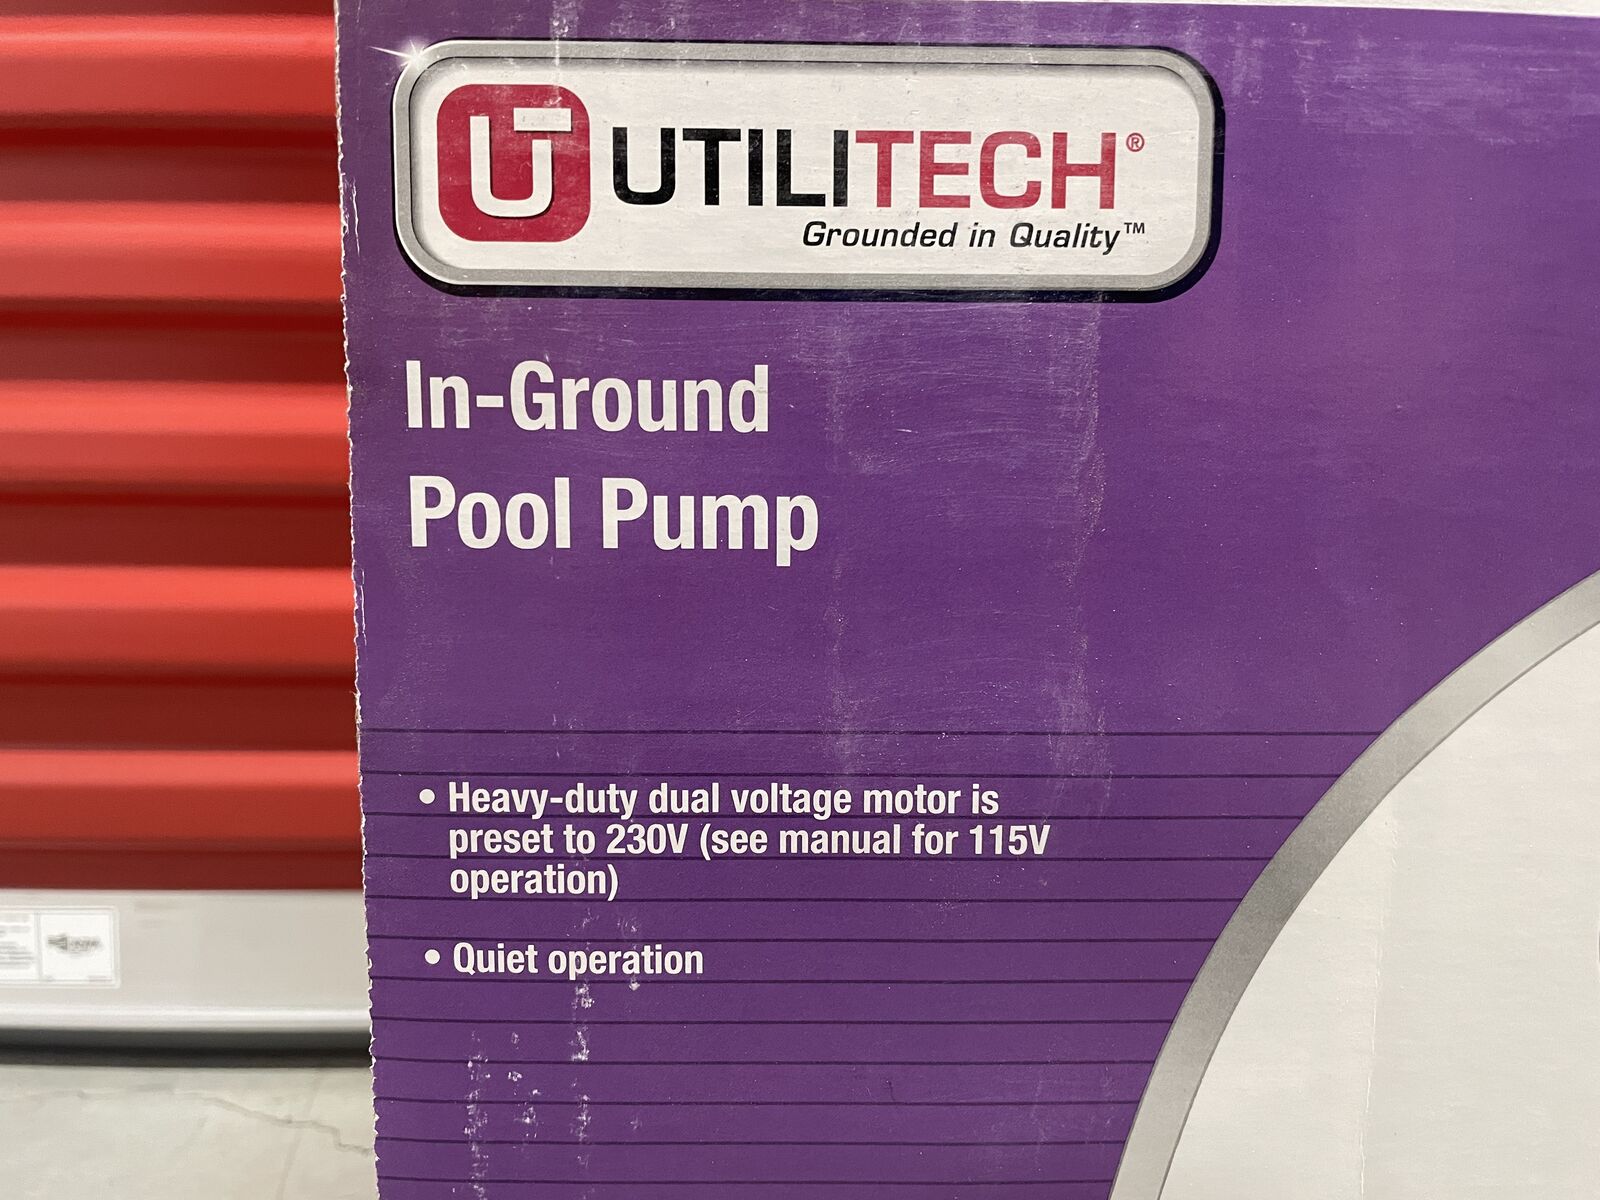 UTILITECH®
Grounded in Quality™
In-Ground
Pool Pump
• Heavy-duty dual voltage motor is
preset to 230V (see manual for 115V
operation)
• Quiet operation